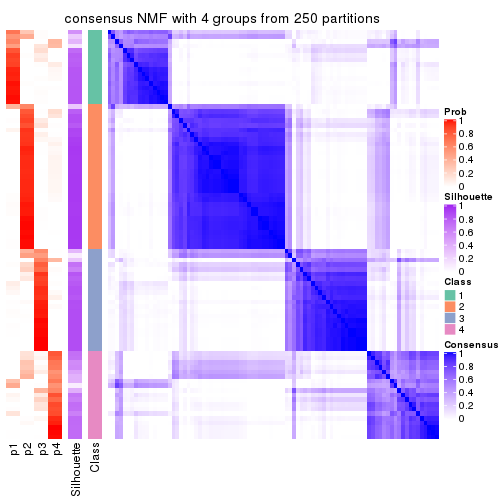 consensus NMF with 4 groups from 250 partitions
Prob
1
0.8
0.6
0.4
0.2
0
Silhouette
1
0.8
0.6
0.4
0.2
0
Class
1
2
3
4
Consensus
1
0.8
0.6
0.4
0.2
0
p1
p2
p3
p4
Silhouette
Class